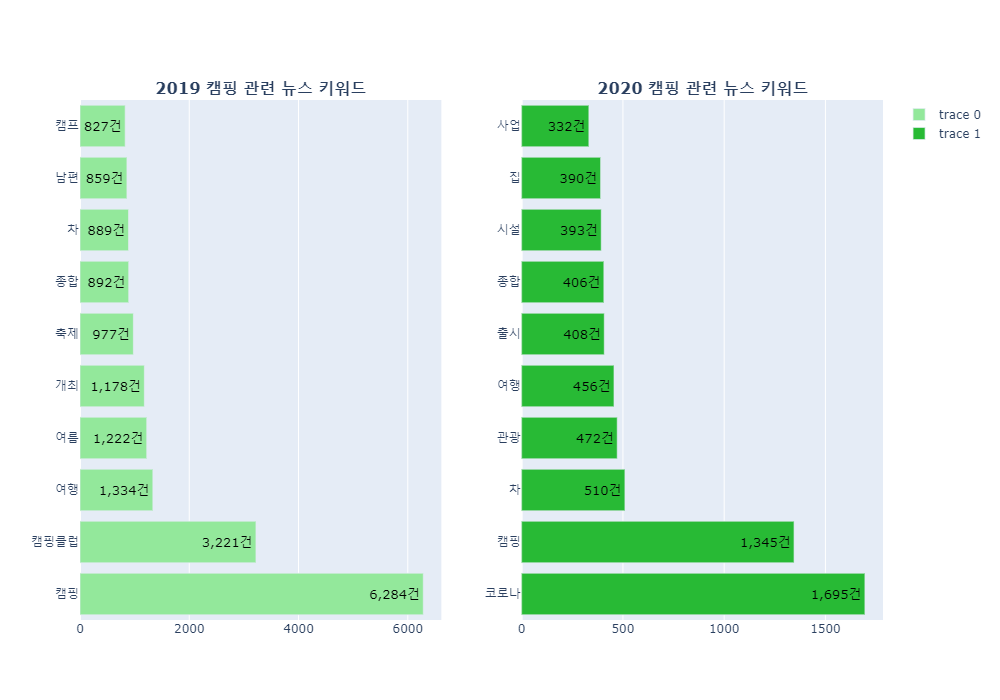 2019 캠핑 관련 뉴스 키워드
캠프 827건
남편 859건
차 889건
종합 892건
축제 977건
개최 1,178건
여름 1,222건
여행 1,334건
캠핑클럽 3,221건
캠핑 6,284건
0 2000 4000 6000
2020 캠핑 관련 뉴스 키워드
사업 332건
집 390건
시설 393건
종합 406건
출시 408건
여행 456건
관광 472건
차 510건
캠핑 1,345건
코로나 1,695건
0 500 1000 1500
trace 0
trace 1